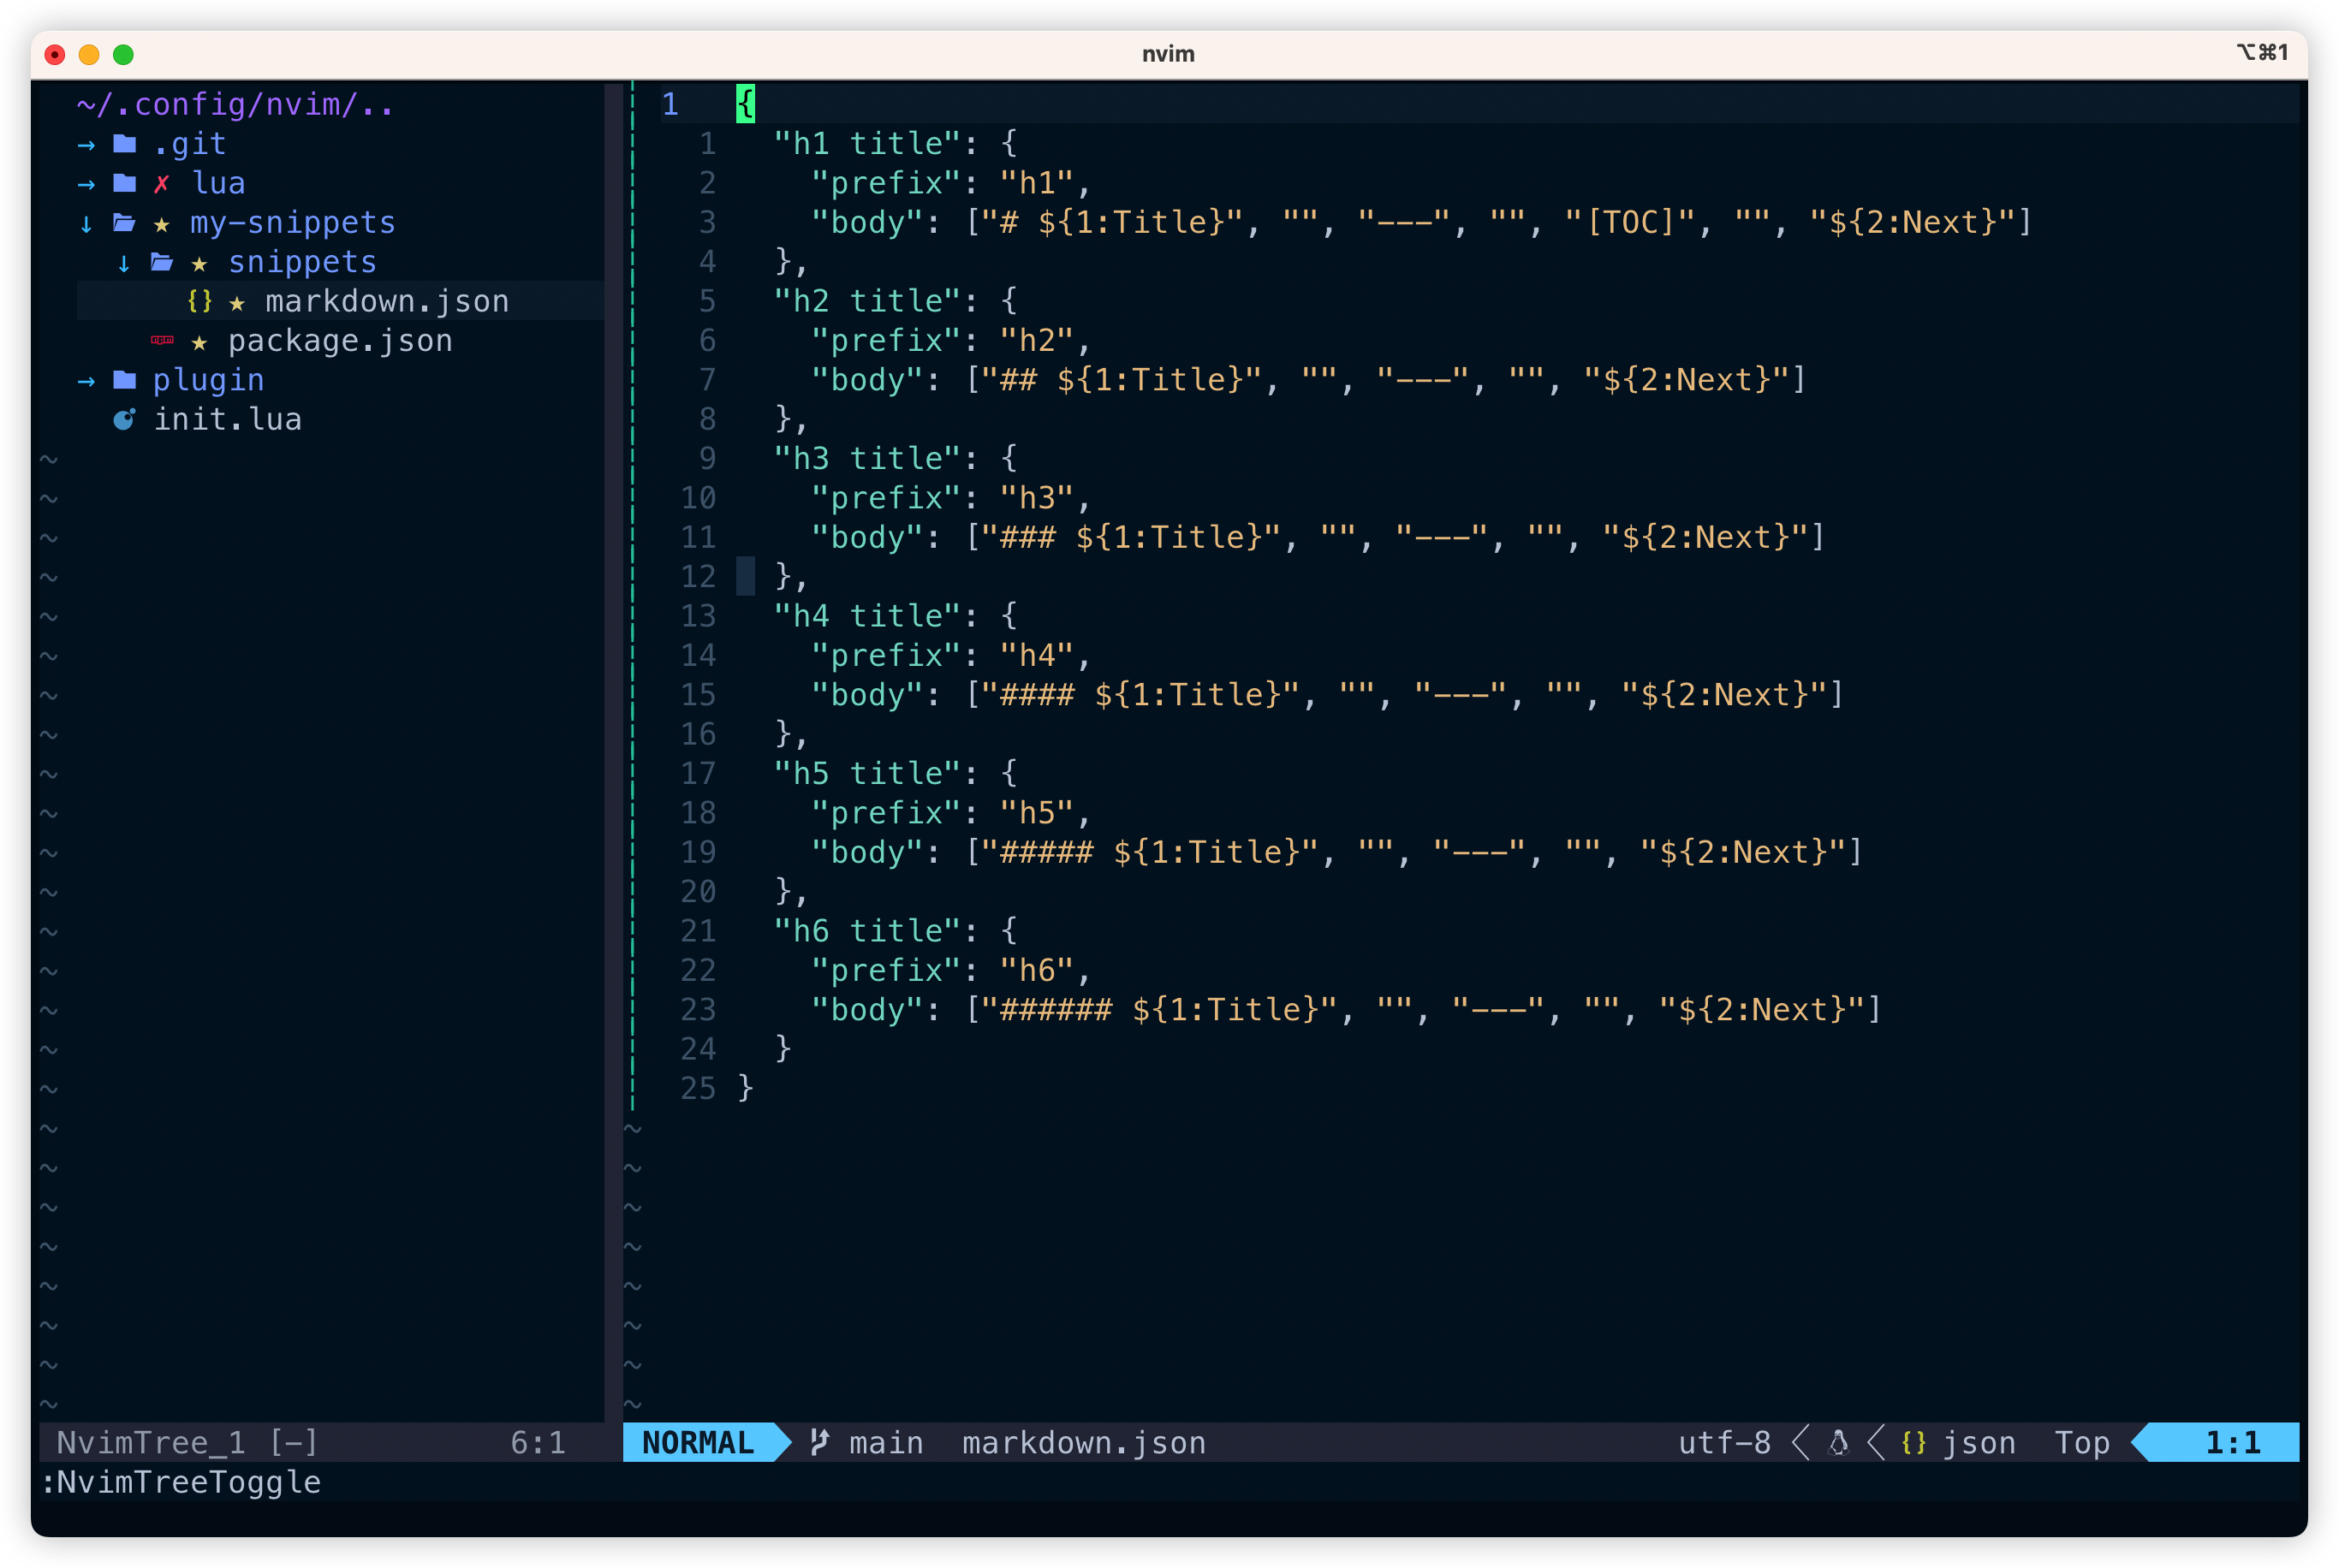 nvim
⌥⌘1
~/.config/nvim/..
→ .git
→ ✗ lua
↓ ★ my-snippets
↓ ★ snippets
{} ★ markdown.json
★ package.json
→ plugin
init.lua
1 {
1   "h1 title": {
2     "prefix": "h1",
3     "body": ["# ${1:Title}", "", "---", "", "[TOC]", "", "${2:Next}"]
4   },
5   "h2 title": {
6     "prefix": "h2",
7     "body": ["## ${1:Title}", "", "---", "", "${2:Next}"]
8   },
9   "h3 title": {
10     "prefix": "h3",
11     "body": ["### ${1:Title}", "", "---", "", "${2:Next}"]
12   },
13   "h4 title": {
14     "prefix": "h4",
15     "body": ["#### ${1:Title}", "", "---", "", "${2:Next}"]
16   },
17   "h5 title": {
18     "prefix": "h5",
19     "body": ["##### ${1:Title}", "", "---", "", "${2:Next}"]
20   },
21   "h6 title": {
22     "prefix": "h6",
23     "body": ["###### ${1:Title}", "", "---", "", "${2:Next}"]
24   }
25 }
NvimTree_1 [-] 6:1
NORMAL main markdown.json utf-8 {} json Top 1:1
:NvimTreeToggle